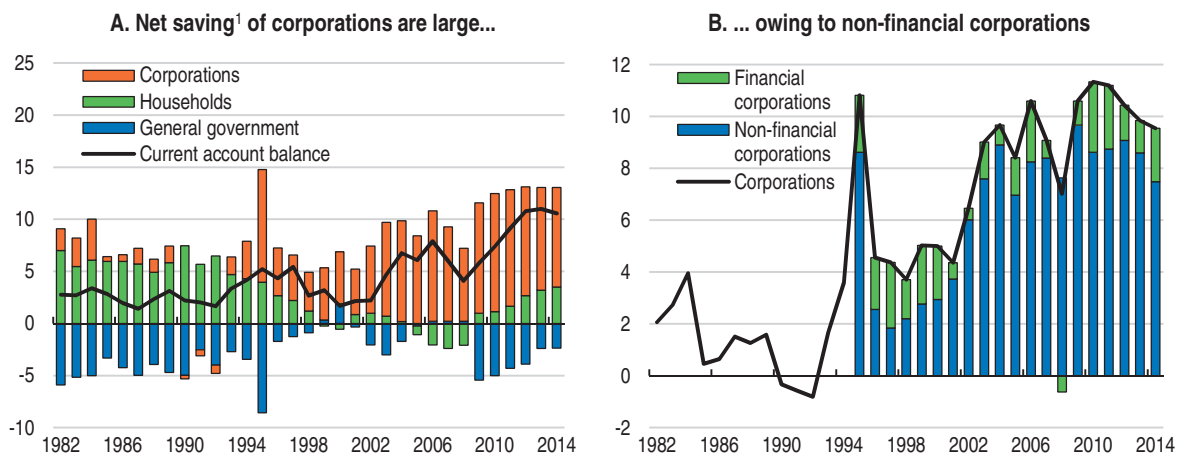 A. Net saving¹ of corporations are large...
25
20
15
10
5
0
-5
-10
Corporations
Households
General government
Current account balance
1982 1986 1990 1994 1998 2002 2006 2010 2014
B. ... owing to non-financial corporations
12
10
8
6
4
2
0
-2
Financial
corporations
Non-financial
corporations
Corporations
1982 1986 1990 1994 1998 2002 2006 2010 2014